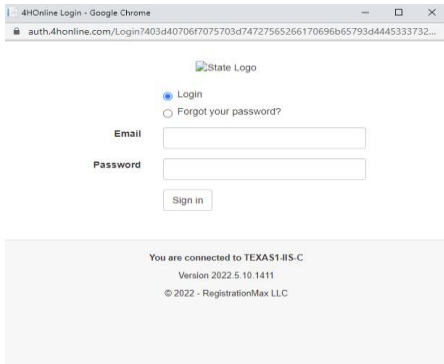 4HOnline Login - Google Chrome
auth.4honline.com/Login?403d40706f7075703d74727565266170696b65793d4445333732...
State Logo
Login
Forgot your password?
Email
Password
Sign in
You are connected to TEXAS1-IIS-C
Version 2022.5.10.1411
© 2022 - RegistrationMax LLC